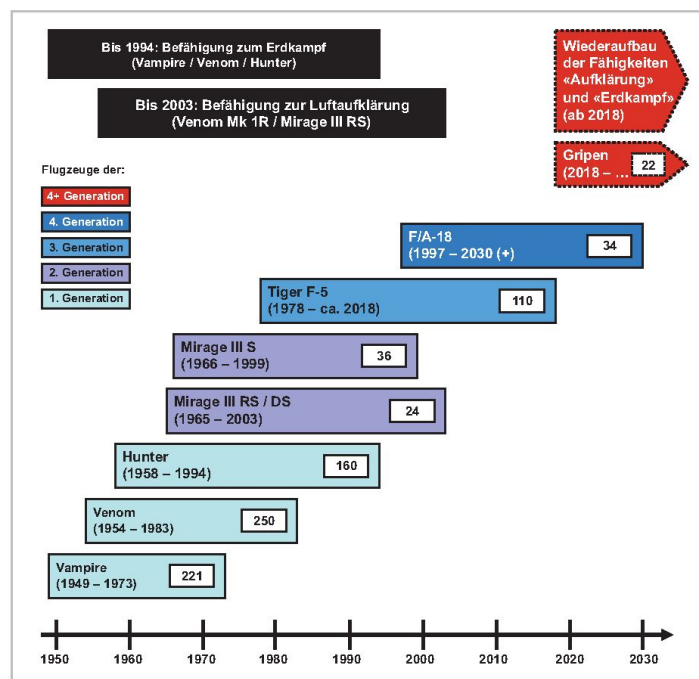 Bis 1994: Befähigung zum Erdkampf
(Vampire / Venom / Hunter)
Bis 2003: Befähigung zur Luftaufklärung
(Venom Mk 1R / Mirage III RS)
Wiederaufbau
der Fähigkeiten
«Aufklärung»
und «Erdkampf»
(ab 2018)
Gripen
(2018 – ...
22
Flugzeuge der:
4+ Generation
4. Generation
3. Generation
2. Generation
1. Generation
F/A-18
(1997 – 2030 (+)
34
Tiger F-5
(1978 – ca. 2018)
110
Mirage III S
(1966 – 1999)
36
Mirage III RS / DS
(1965 – 2003)
24
Hunter
(1958 – 1994)
160
Venom
(1954 – 1983)
250
Vampire
(1949 – 1973)
221
1950 1960 1970 1980 1990 2000 2010 2020 2030